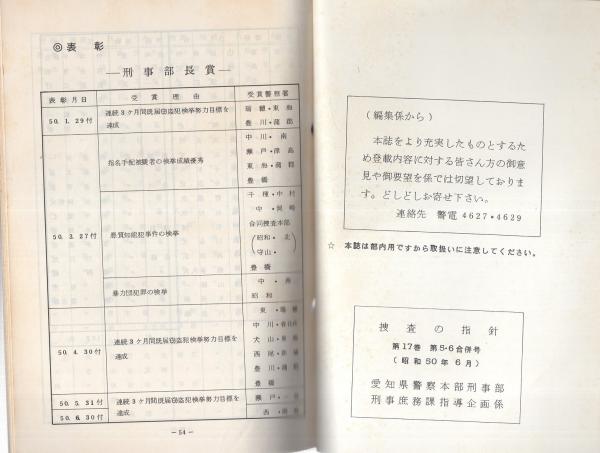 ◎表彰
―刑事部長賞―
表彰月日 受賞理由 受賞警察署
50. 1. 29付 連続3ケ月間既届窃盗犯検挙努力目標を達成 瑞穂・東海
豊川・蒲郡
50. 3. 27付 指名手配被疑者の検挙成績優秀 中川・南
瀬戸・津島
東海・蒲郡
豊橋
悪質知能犯事件の検挙 千種・中村
中・岡崎
合同捜査本部
(昭和・北
守山・
豊橋
暴力団犯罪の検挙 中・南
昭和
50. 4. 30付 連続3ケ月間既届窃盗犯検挙努力目標を達成 東・瑞穂
中川・春日井
犬山・
西尾・
豊川・蒲郡
豊橋
50. 5. 31付 連続3ケ月間既届窃盗犯検挙努力目標を達成 瀬戸・一宮
50. 6. 30付 西・
―54―
(編集係から)
本誌をより充実したものとするた
め登載内容に対する皆さん方の御意
見や御要望を係では切望しておりま
す。どしどしお寄せ下さい。
連絡先 警電 4627・4629
☆ 本誌は部内用ですから取扱いに注意してください。
捜査の指針
第17巻 第5・6合併号
(昭和50年6月)
愛知県警察本部刑事部
刑事庶務課指導企画係